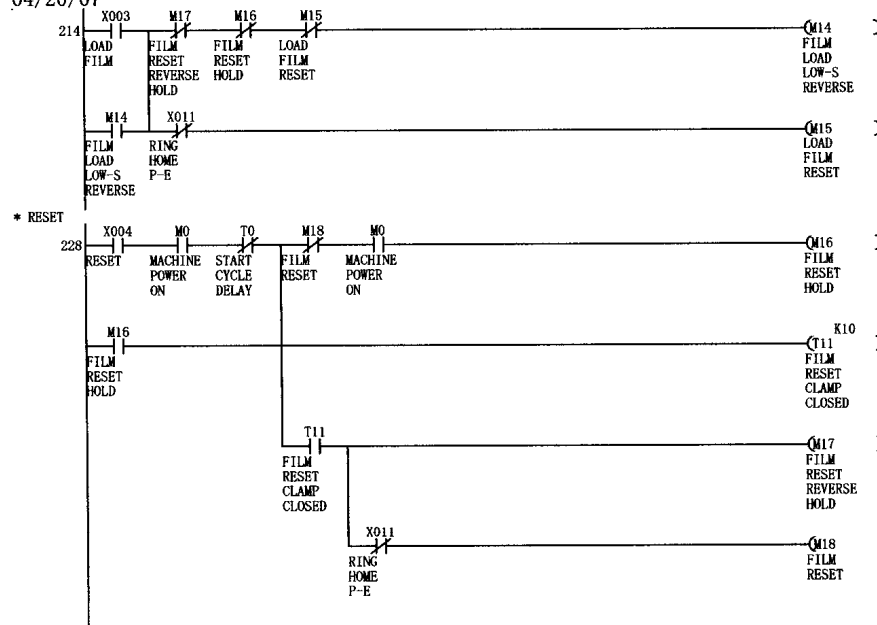 04/20/07
X003 M17 M16 M15
214 (M14
LOAD FILM RESET REVERSE HOLD FILM RESET HOLD LOAD FILM RESET FILM LOAD LOW-S REVERSE
FILM
M14 X011
(M15
FILM LOAD LOW-S REVERSE
RING HOME P-E
LOAD FILM RESET
* RESET
X004 M0 T0 M18 M0
228 (M16
RESET
MACHINE POWER ON
START CYCLE DELAY
FILM RESET
MACHINE POWER ON
FILM RESET HOLD
M16 K10
(T11
FILM RESET HOLD
FILM RESET CLAMP CLOSED
T11
(M17
FILM RESET CLAMP CLOSED
FILM RESET REVERSE HOLD
X011
(M18
RING HOME P-E
FILM RESET